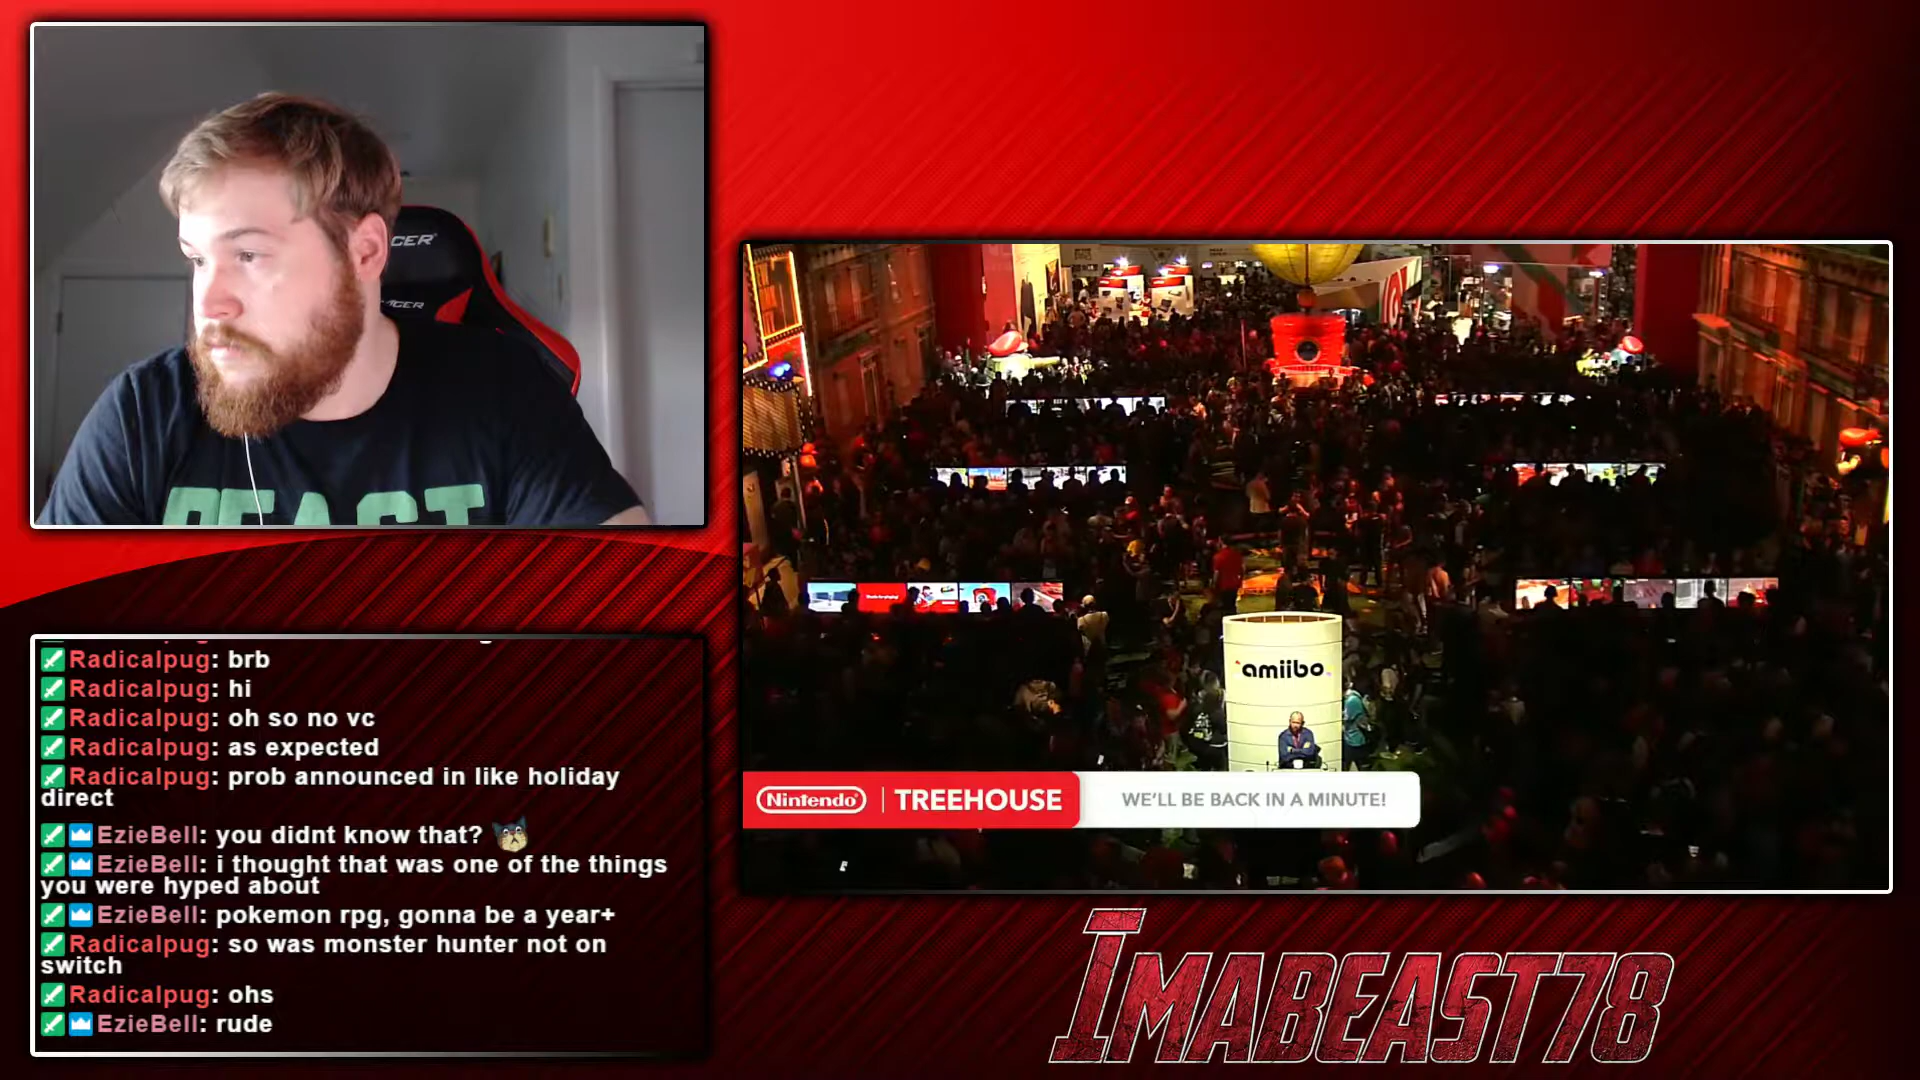 GER
BEAST
Radicalpug: brb
Radicalpug: hi
Radicalpug: oh so no vc
Radicalpug: as expected
Radicalpug: prob announced in like holiday
direct
EzieBell: you didnt know that?
EzieBell: i thought that was one of the things
you were hyped about
EzieBell: pokemon rpg, gonna be a year+
Radicalpug: so was monster hunter not on
switch
Radicalpug: ohs
EzieBell: rude
amiibo
Nintendo | TREEHOUSE WE'LL BE BACK IN A MINUTE!
IMABEAST78